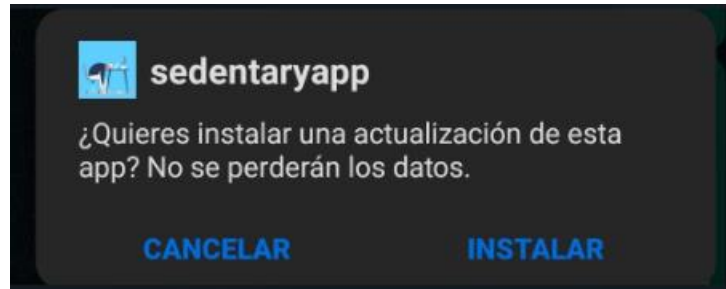 sedentaryapp
¿Quieres instalar una actualización de esta
app? No se perderán los datos.
CANCELAR INSTALAR